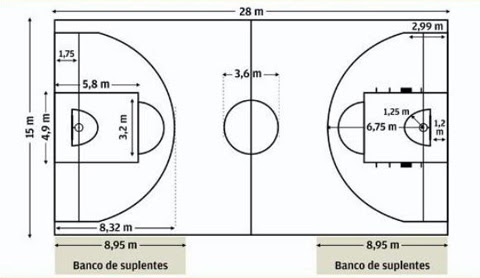 28 m
2,99 m
1,75
5,8 m
3,6 m
15 m
4,9 m
3,2 m
1,25 m
6,75 m
1,2
m
8,32 m
8,95 m
8,95 m
Banco de suplentes
Banco de suplentes